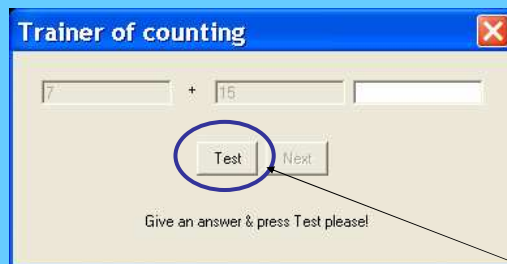 Trainer of counting
7 + 15
Test Next
Give an answer & press Test please!